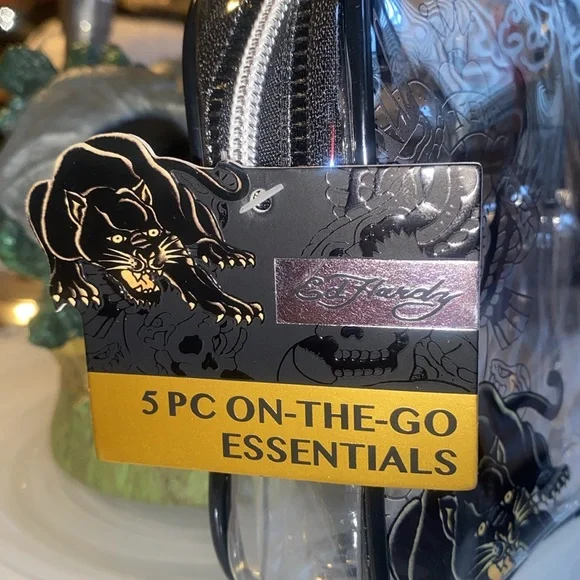 Ed Hardy
5 PC ON-THE-GO
ESSENTIALS